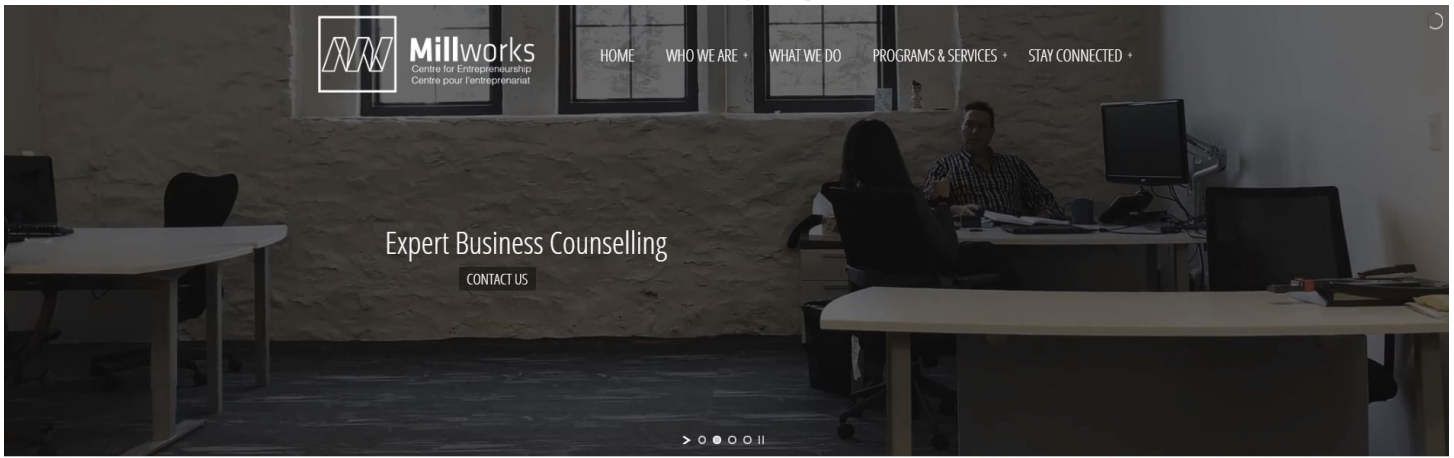 Millworks
Centre for Entrepreneurship
Centre pour l'entreprenariat
HOME
WHO WE ARE +
WHAT WE DO
PROGRAMS & SERVICES +
STAY CONNECTED +
Expert Business Counselling
CONTACT US